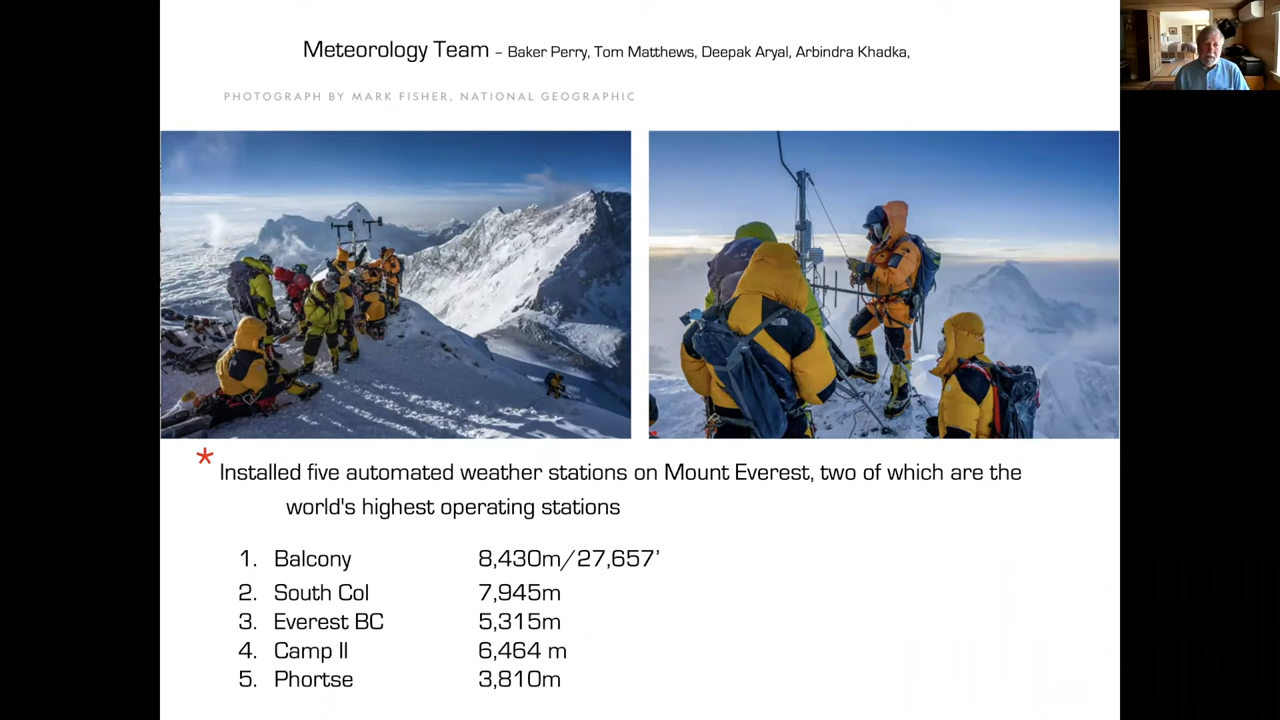 Meteorology Team – Baker Perry, Tom Matthews, Deepak Aryal, Arbindra Khadka,
PHOTOGRAPH BY MARK FISHER, NATIONAL GEOGRAPHIC
* Installed five automated weather stations on Mount Everest, two of which are the
world's highest operating stations
1. Balcony 8,430m/27,657’
2. South Col 7,945m
3. Everest BC 5,315m
4. Camp II 6,464 m
5. Phortse 3,810m